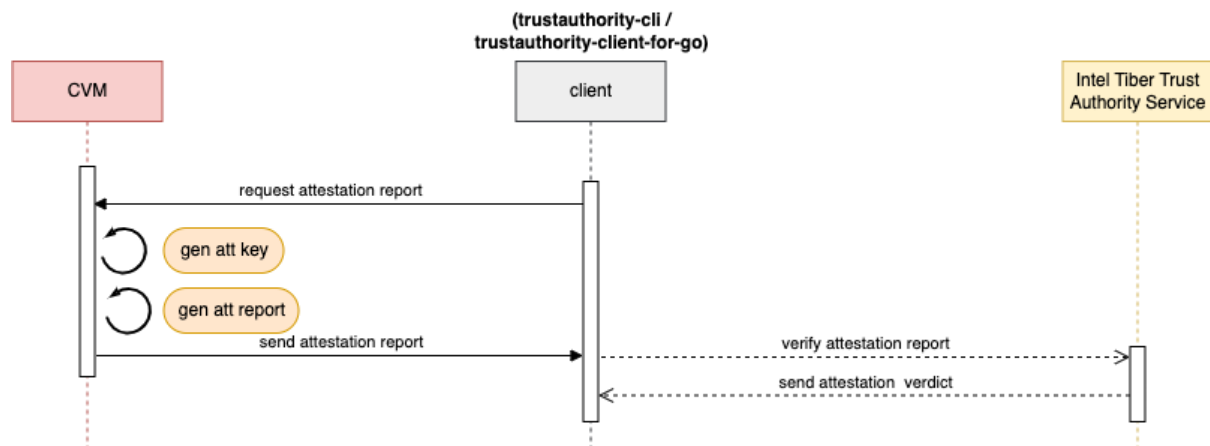 (trustauthority-cli /
trustauthority-client-for-go)
CVM
client
Intel Tiber Trust
Authority Service
request attestation report
gen att key
gen att report
send attestation report
verify attestation report
send attestation verdict